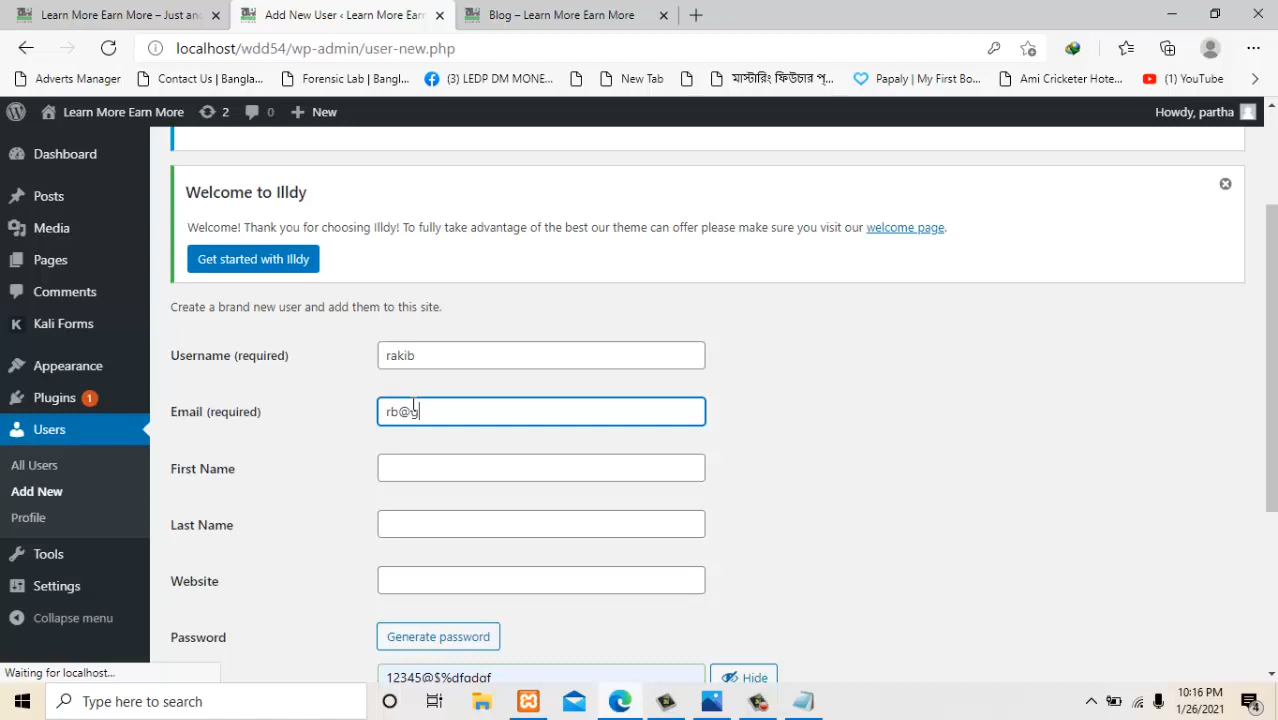 Learn More Earn More – Just an
Add New User ‹ Learn More Earn
Blog – Learn More Earn More
localhost/wdd54/wp-admin/user-new.php
Adverts Manager
Contact Us | Bangla...
Forensic Lab | Bangl...
(3) LEDP DM MONE...
New Tab
মাস্টারিং ফিউচার প্...
Papaly | My First Bo...
Ami Cricketer Hote...
(1) YouTube
Learn More Earn More
2
0
New
Howdy, partha
Dashboard
Posts
Media
Pages
Comments
Kali Forms
Appearance
Plugins 1
Users
All Users
Add New
Profile
Tools
Settings
Collapse menu
Welcome to Illdy
Welcome! Thank you for choosing Illdy! To fully take advantage of the best our theme can offer please make sure you visit our welcome page.
Get started with Illdy
Create a brand new user and add them to this site.
Username (required)
rakib
Email (required)
rb@g
First Name
Last Name
Website
Password
Generate password
12345@$%dfgdgf
Hide
Waiting for localhost...
Type here to search
10:16 PM
1/26/2021
4